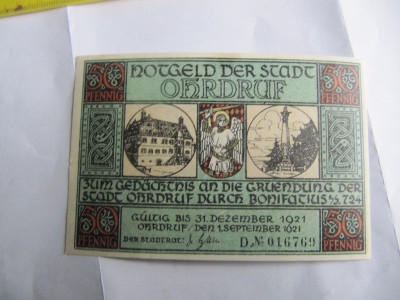 50 PFENNIG NOTGELD DER STADT 50 PFENNIG
OHRDRUF
ZUM GEDÄCHTNIS AN DIE GRUENDUNG DER
STADT OHRDRUF DURCH BONIFATIUS 724
50 PFENNIG GÜLTIG BIS 31. DEZEMBER 1921 50 PFENNIG
OHRDRUF DEN 1. SEPTEMBER 1921
DER STADTRAT: D. № 016769